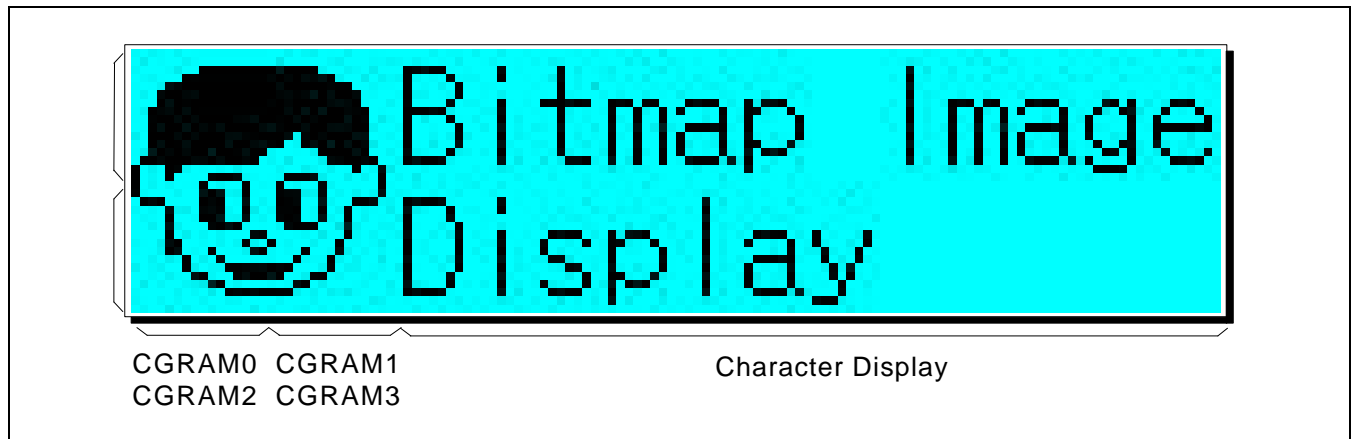 Bitmap Image
Display
CGRAM0 CGRAM1 Character Display
CGRAM2 CGRAM3